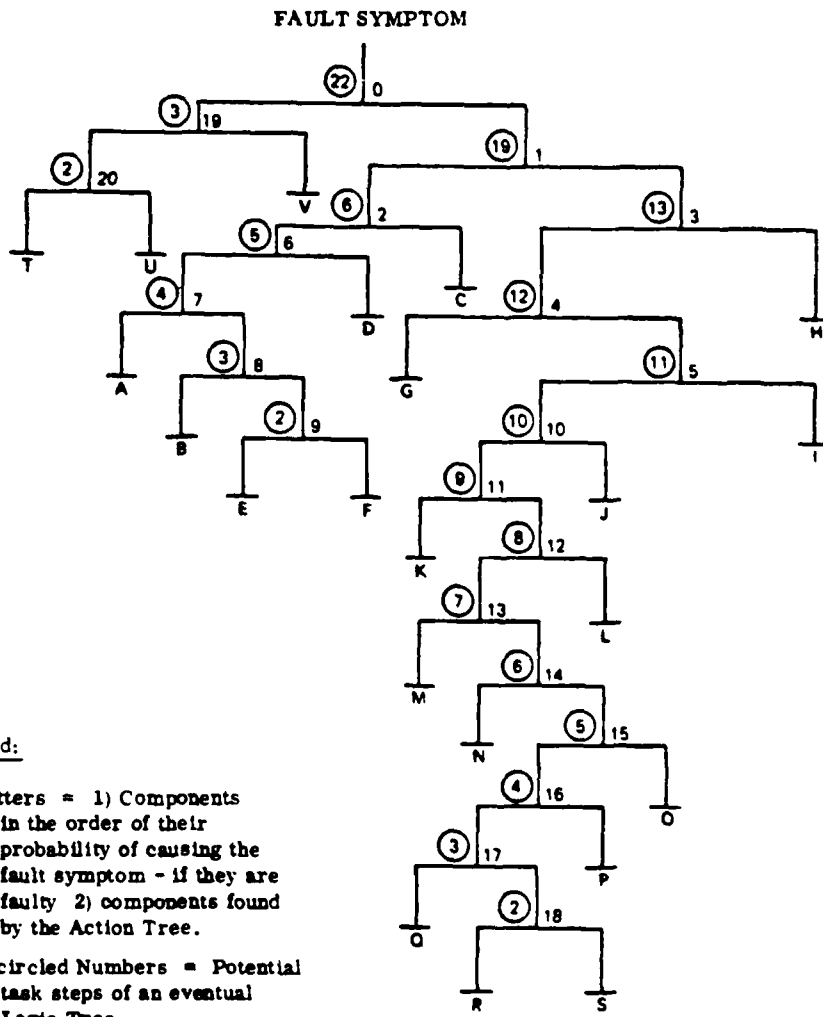 FAULT SYMPTOM
22 0
3 19
19 1
2 20
V
6 2
13 3
T U
5 6
C
12 4
H
4 7
D
G
11 5
A
3 8
10 10
I
B
2 9
9 11
J
E F
K
8 12
7 13
L
M
6 14
N
5 15
4 16
O
3 17
P
Q
2 18
R S
d:
tters = 1) Components
in the order of their
probability of causing the
fault symptom - if they are
faulty 2) components found
by the Action Tree.
circled Numbers = Potential
task steps of an eventual
Logic Tree